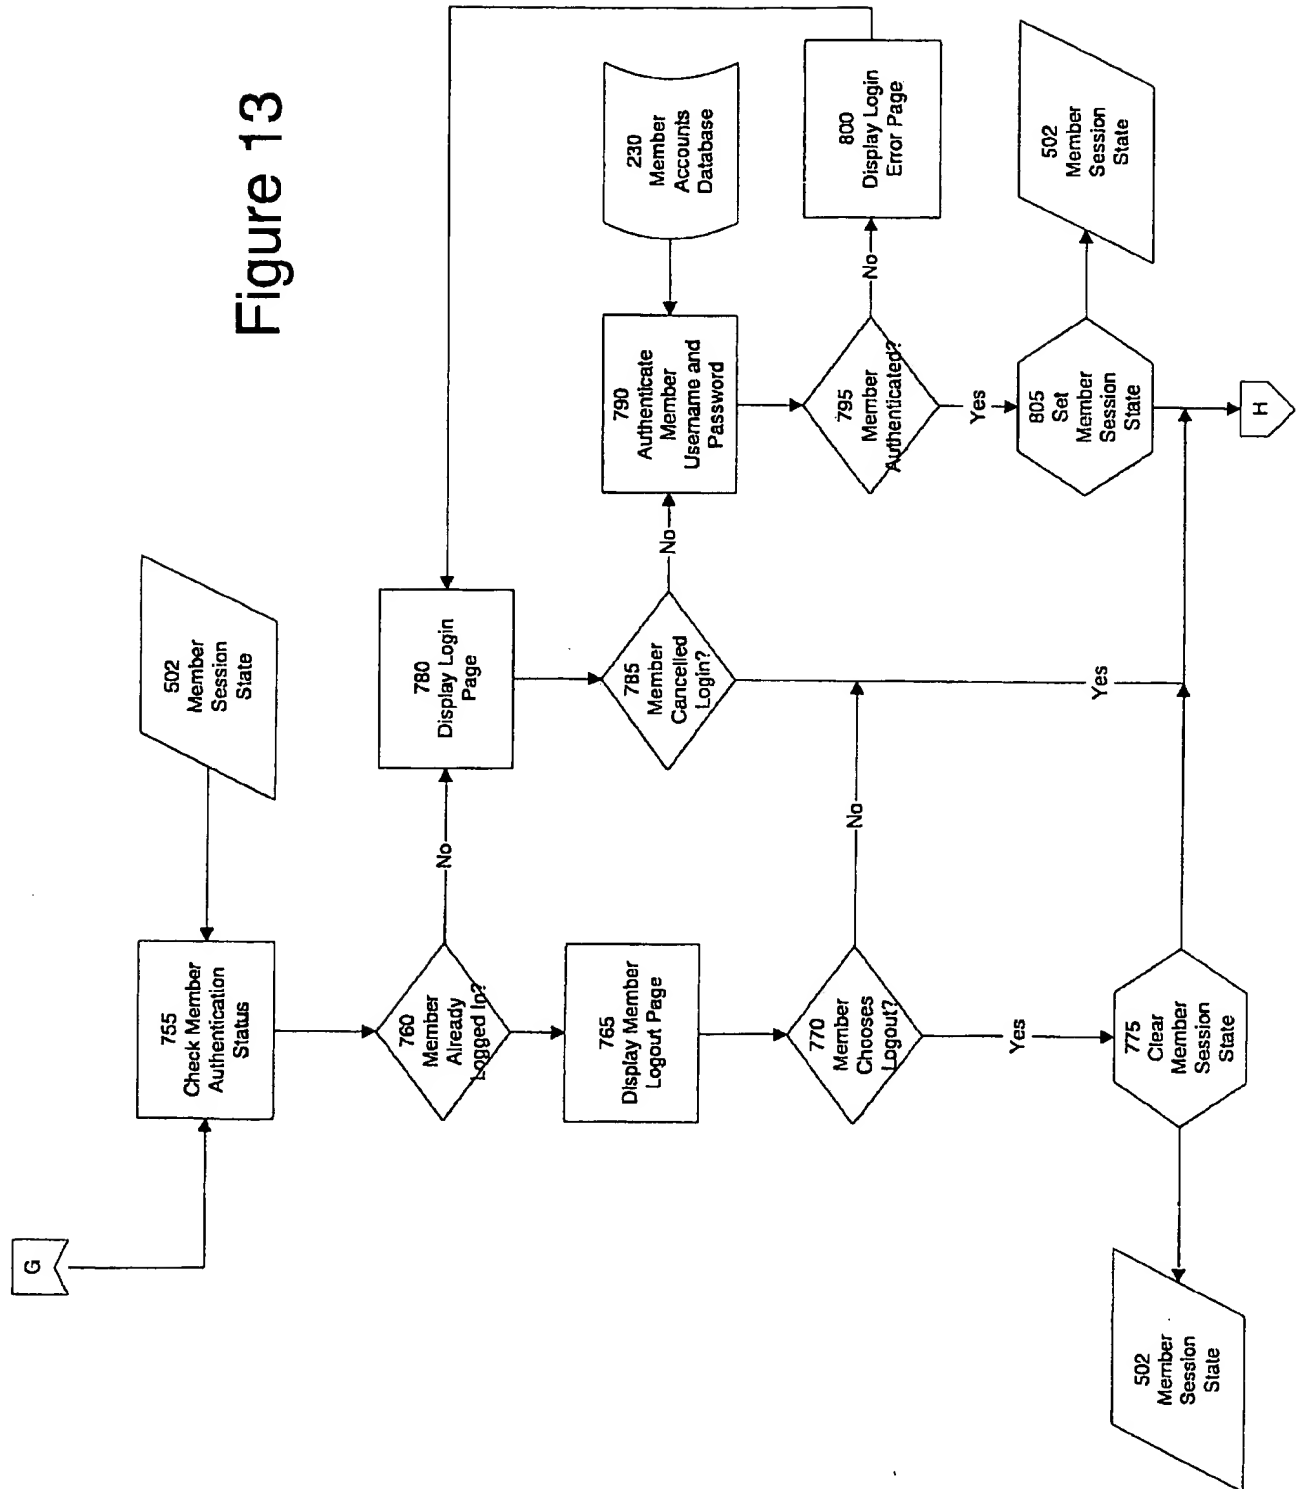 Figure 13
G
755
Check Member
Authentication
Status
502
Member
Session
State
760
Member
Already
Logged In?
No
780
Display Login
Page
765
Display Member
Logout Page
785
Member
Cancelled
Login?
No
790
Authenticate
Member
Username and
Password
230
Member
Accounts
Database
770
Member
Chooses
Logout?
No
795
Member
Authenticated?
No
800
Display Login
Error Page
Yes
Yes
Yes
775
Clear
Member
Session
State
502
Member
Session
State
805
Set
Member
Session
State
502
Member
Session
State
H